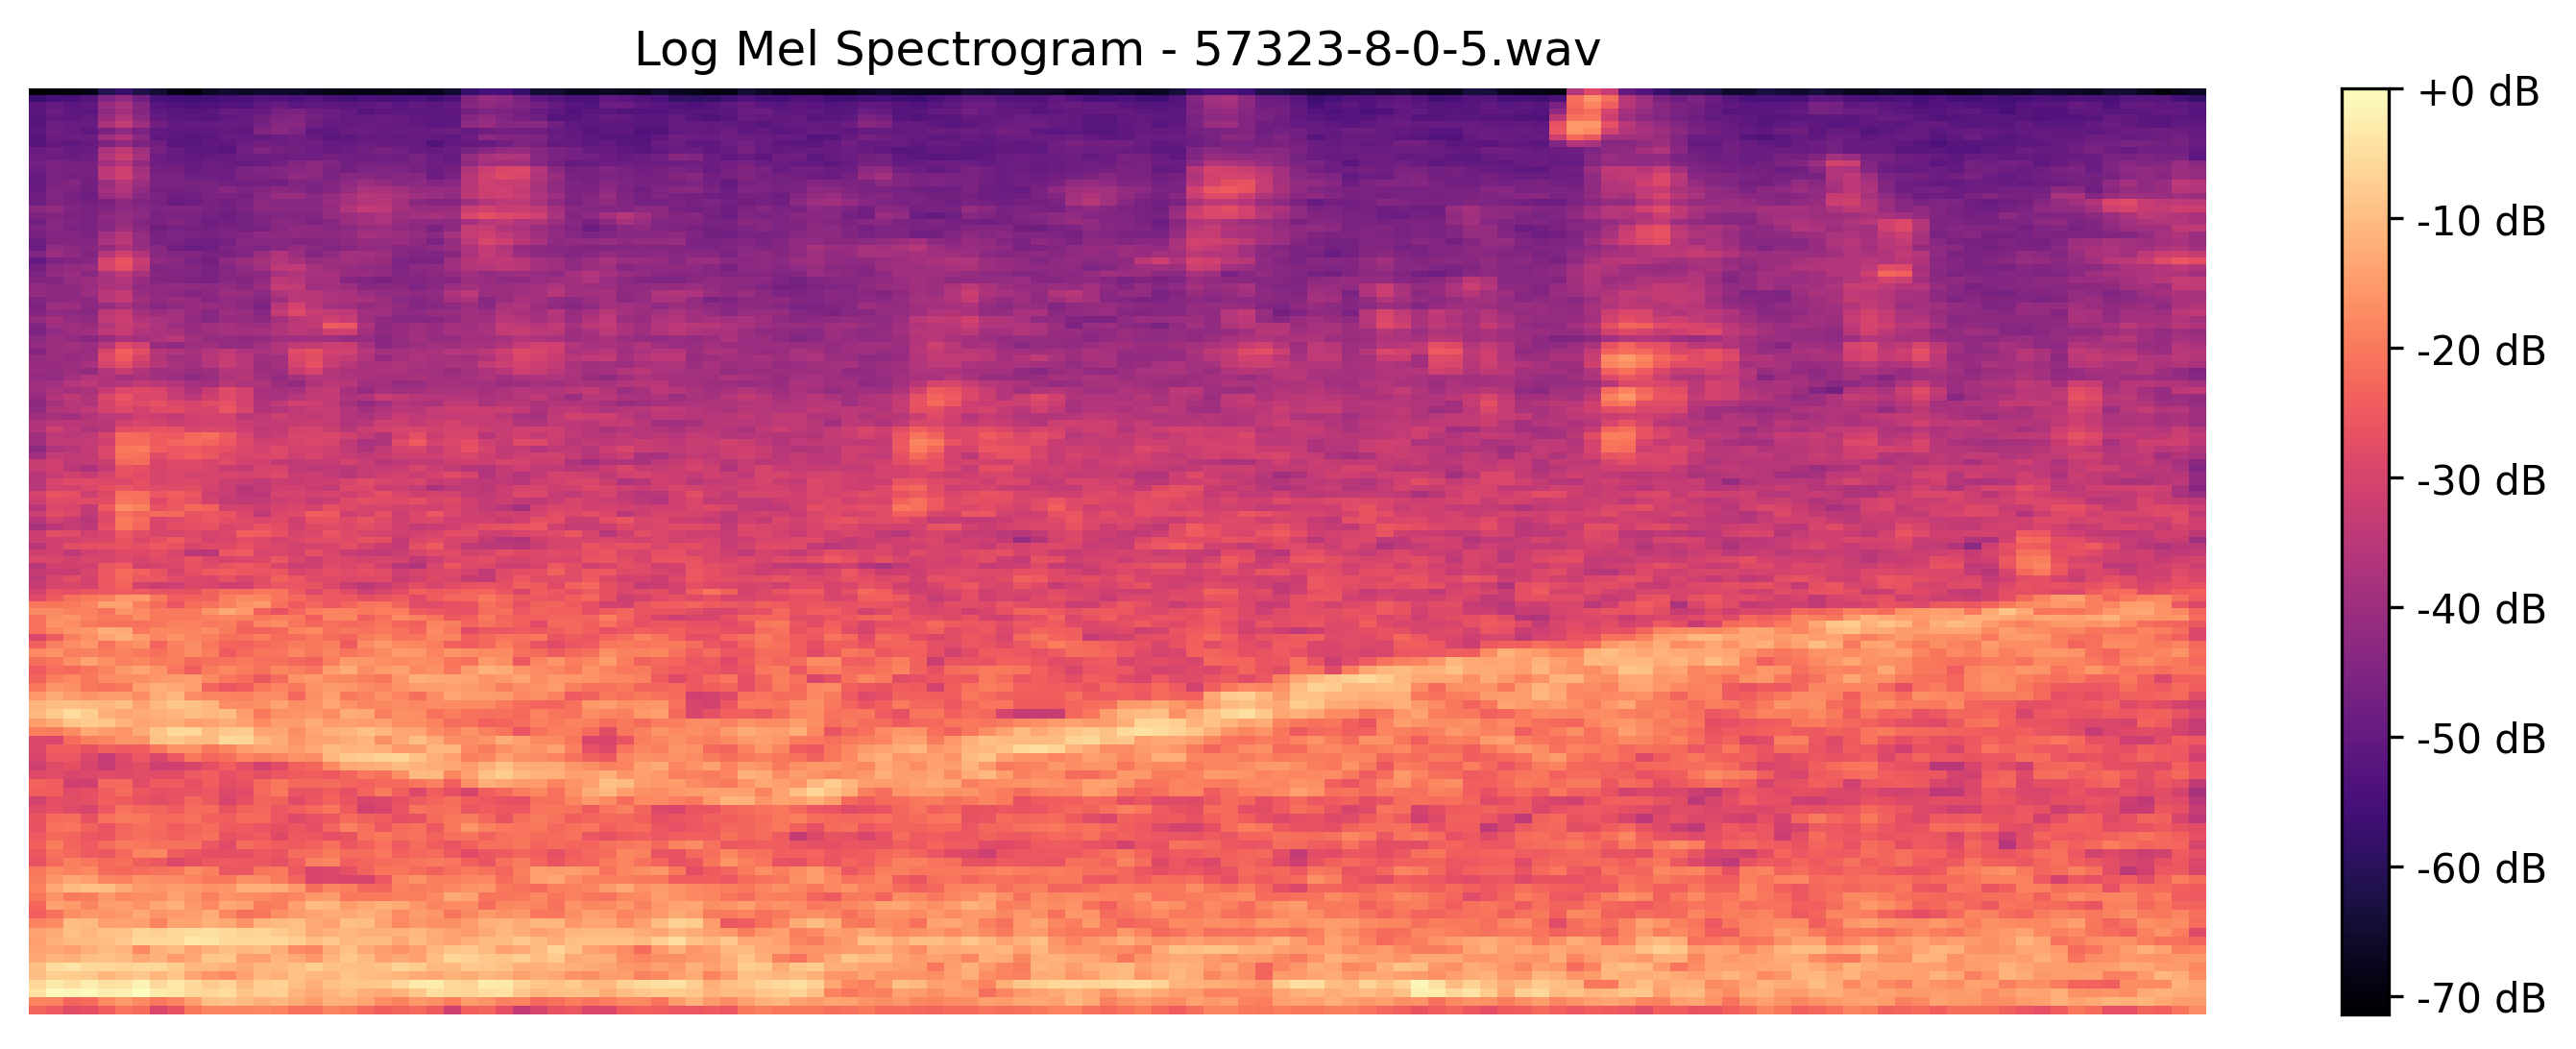 Log Mel Spectrogram - 57323-8-0-5.wav
+0 dB
-10 dB
-20 dB
-30 dB
-40 dB
-50 dB
-60 dB
-70 dB